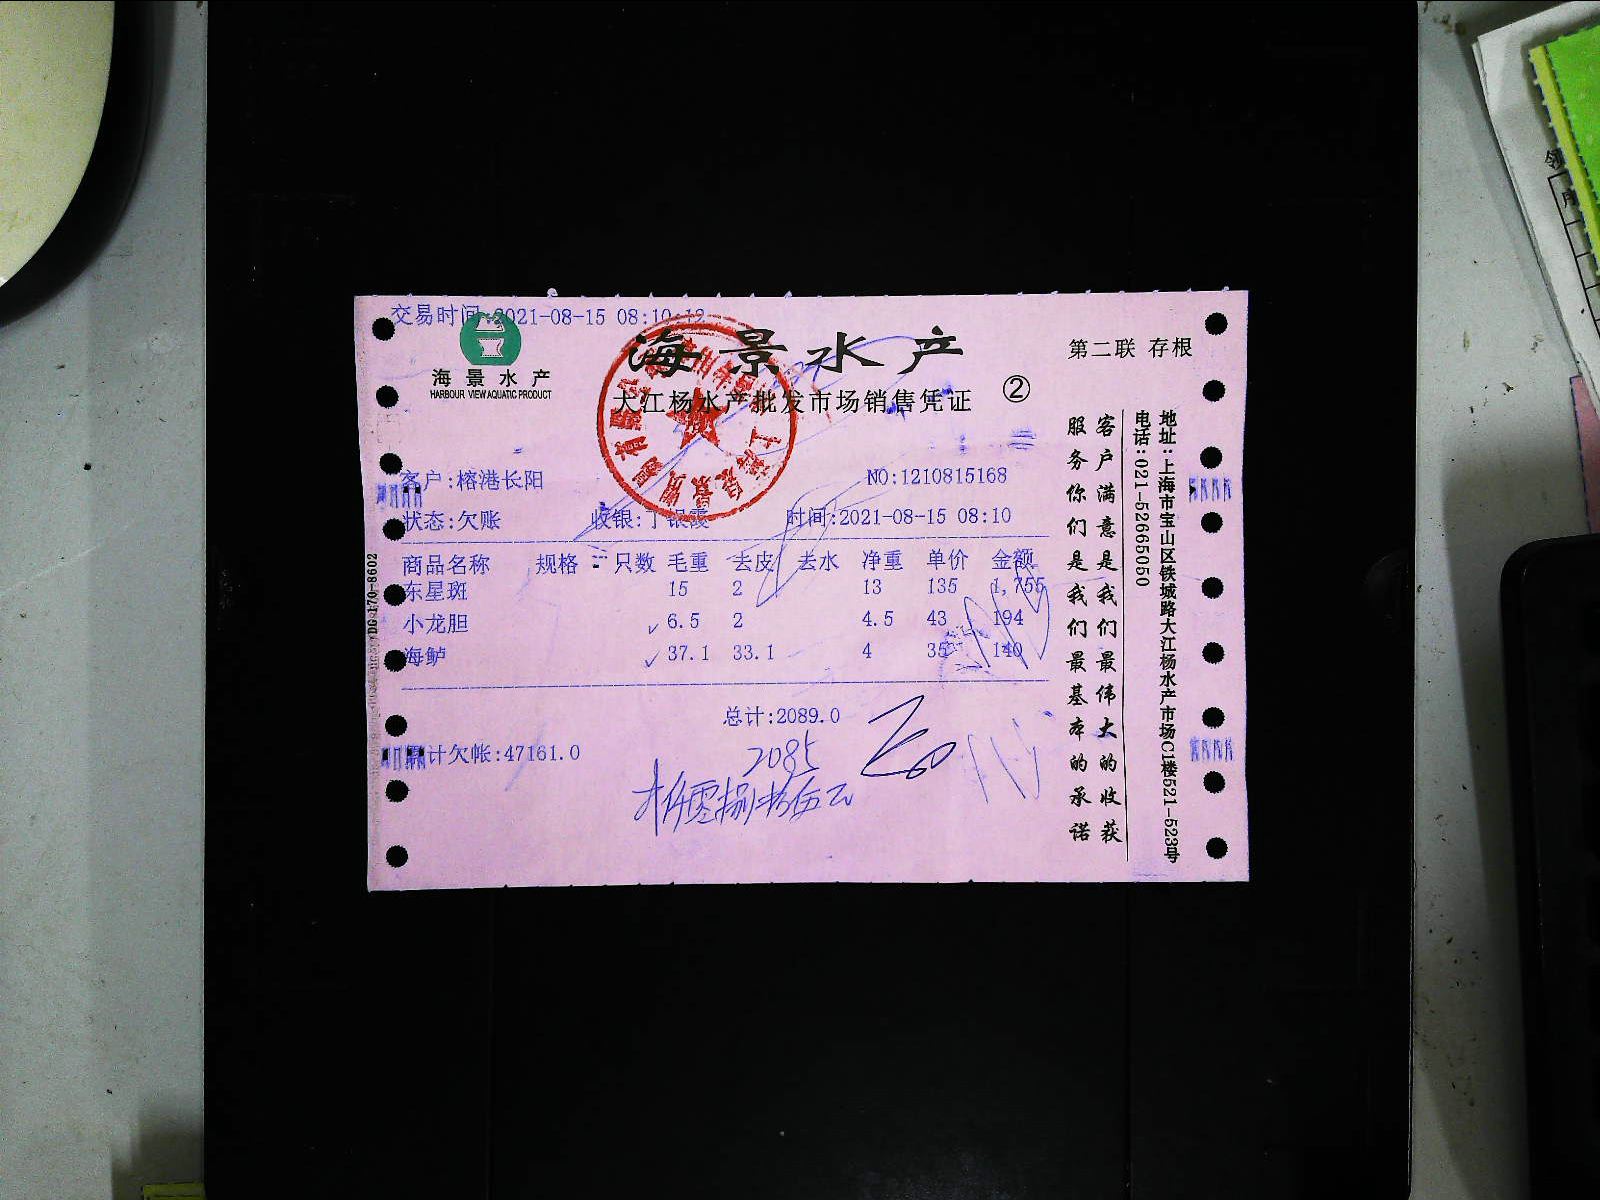 交易时间:2021-08-15 08:10:12
海景水产
HARBOUR VIEW AQUATIC PRODUCT
海景水产
大江杨水产批发市场销售凭证 ②
第二联 存根
客户:榕港长阳 NO:1210815168
状态:欠账 收银:丁银霞 时间:2021-08-15 08:10
商品名称 规格 只数 毛重 去皮 去水 净重 单价 金额
东星斑 15 2 13 135 1,755
小龙胆 6.5 2 4.5 43 194
海鲈 37.1 33.1 4 35 140
总计:2089.0
累计欠帐:47161.0
2085
客户满意是我们最伟大的收获
服务你们是我们最基本的承诺
地址:上海市宝山区铁城路大江杨水产市场C1楼521-523号
电话:021-52665050